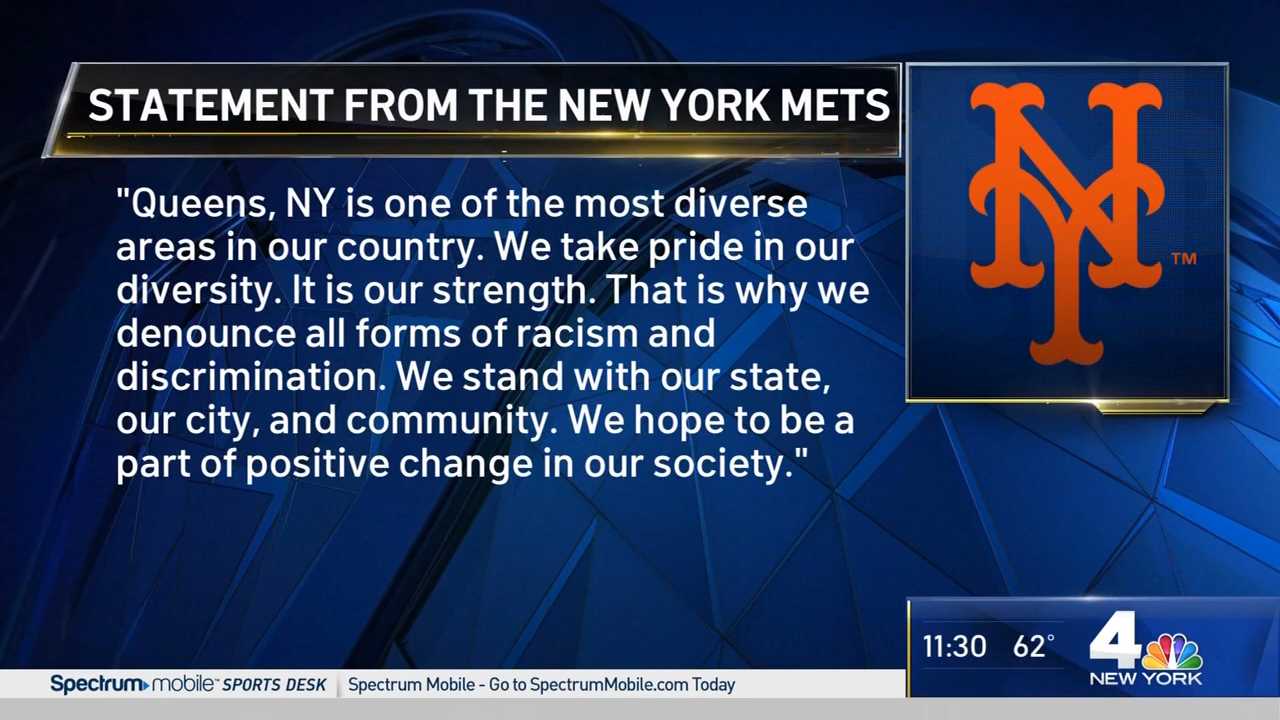 STATEMENT FROM THE NEW YORK METS
NY
TM
"Queens, NY is one of the most diverse
areas in our country. We take pride in our
diversity. It is our strength. That is why we
denounce all forms of racism and
discrimination. We stand with our state,
our city, and community. We hope to be a
part of positive change in our society."
11:30 62°
4
NEW YORK
Spectrum mobile™ SPORTS DESK Spectrum Mobile - Go to SpectrumMobile.com Today